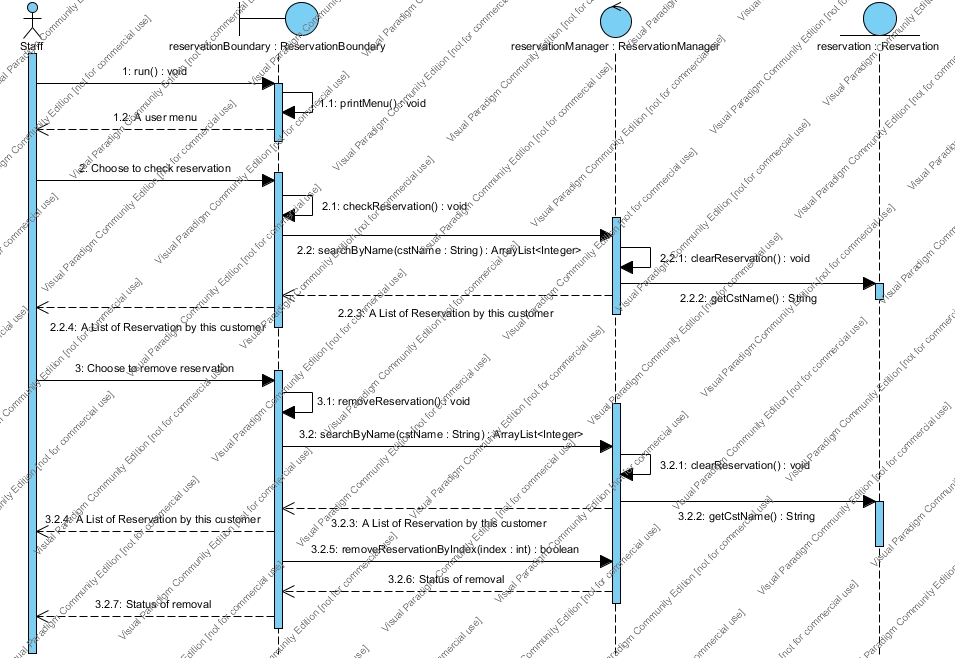 Staff
reservationBoundary : ReservationBoundary
reservationManager : ReservationManager
reservation : Reservation
1: run() : void
1.1: printMenu() : void
1.2: A user menu
2: Choose to check reservation
2.1: checkReservation() : void
2.2: searchByName(cstName : String) : ArrayList<Integer>
2.2.1: clearReservation() : void
2.2.2: getCstName() : String
2.2.3: A List of Reservation by this customer
2.2.4: A List of Reservation by this customer
3: Choose to remove reservation
3.1: removeReservation() : void
3.2: searchByName(cstName : String) : ArrayList<Integer>
3.2.1: clearReservation() : void
3.2.2: getCstName() : String
3.2.3: A List of Reservation by this customer
3.2.4: A List of Reservation by this customer
3.2.5: removeReservationByIndex(index : int) : boolean
3.2.6: Status of removal
3.2.7: Status of removal
Visual Paradigm Community Edition [not for commercial use]